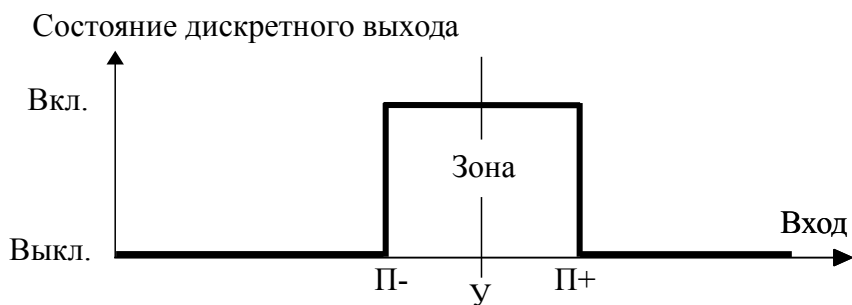 Состояние дискретного выхода
Вкл.
Зона
Вход
Выкл.
П-
П+
У